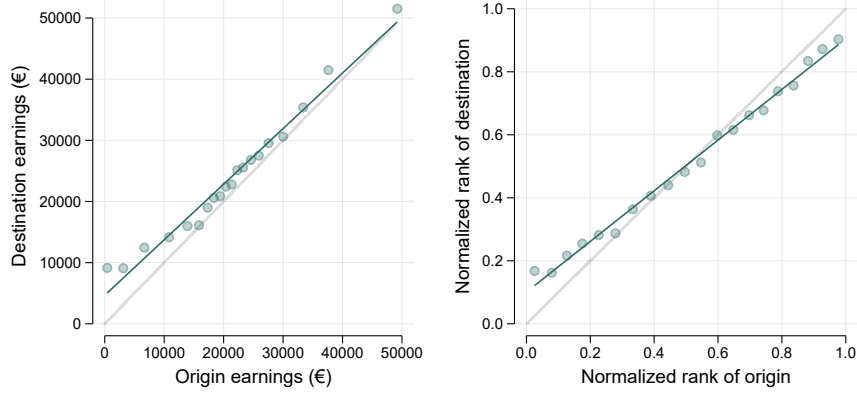 50000
40000
30000
20000
10000
0
Destination earnings (€)
0 10000 20000 30000 40000 50000
Origin earnings (€)
1.0
0.8
0.6
0.4
0.2
0.0
Normalized rank of destination
0.0 0.2 0.4 0.6 0.8 1.0
Normalized rank of origin